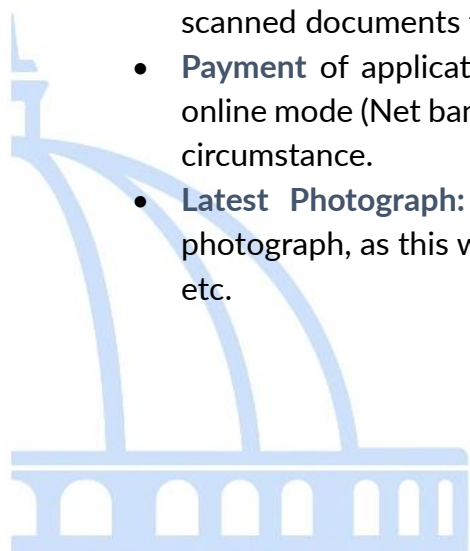 scanned documents
• Payment of applicat
online mode (Net ban
circumstance.
• Latest Photograph:
photograph, as this w
etc.